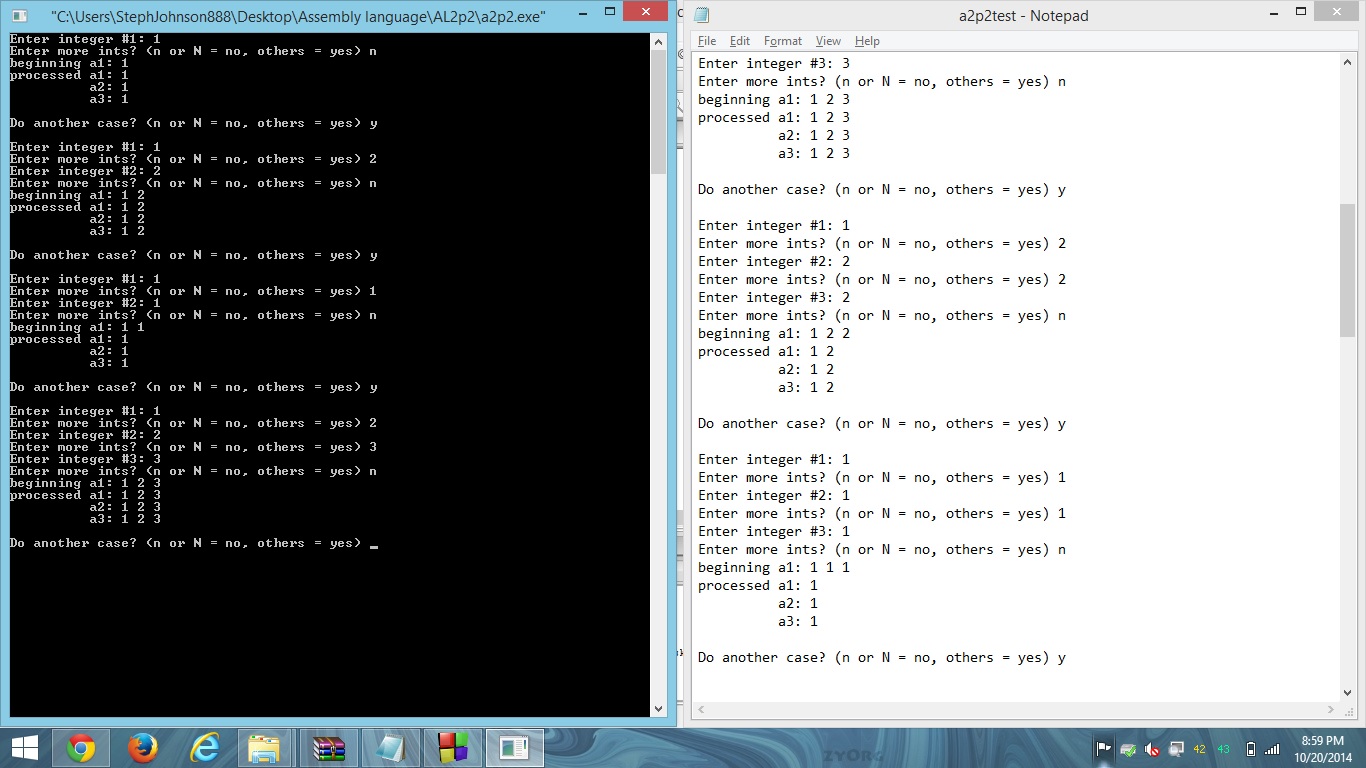 "C:\Users\StephJohnson888\Desktop\Assembly language\AL2p2\a2p2.exe"
Enter integer #1: 1
Enter more ints? (n or N = no, others = yes) n
beginning a1: 1
processed a1: 1
a2: 1
a3: 1
Do another case? (n or N = no, others = yes) y
Enter integer #1: 1
Enter more ints? (n or N = no, others = yes) 2
Enter integer #2: 2
Enter more ints? (n or N = no, others = yes) n
beginning a1: 1 2
processed a1: 1 2
a2: 1 2
a3: 1 2
Do another case? (n or N = no, others = yes) y
Enter integer #1: 1
Enter more ints? (n or N = no, others = yes) 1
Enter integer #2: 1
Enter more ints? (n or N = no, others = yes) n
beginning a1: 1 1
processed a1: 1
a2: 1
a3: 1
Do another case? (n or N = no, others = yes) y
Enter integer #1: 1
Enter more ints? (n or N = no, others = yes) 2
Enter integer #2: 2
Enter more ints? (n or N = no, others = yes) 3
Enter integer #3: 3
Enter more ints? (n or N = no, others = yes) n
beginning a1: 1 2 3
processed a1: 1 2 3
a2: 1 2 3
a3: 1 2 3
Do another case? (n or N = no, others = yes) _
a2p2test - Notepad
File Edit Format View Help
Enter integer #3: 3
Enter more ints? (n or N = no, others = yes) n
beginning a1: 1 2 3
processed a1: 1 2 3
a2: 1 2 3
a3: 1 2 3
Do another case? (n or N = no, others = yes) y
Enter integer #1: 1
Enter more ints? (n or N = no, others = yes) 2
Enter integer #2: 2
Enter more ints? (n or N = no, others = yes) 2
Enter integer #3: 2
Enter more ints? (n or N = no, others = yes) n
beginning a1: 1 2 2
processed a1: 1 2
a2: 1 2
a3: 1 2
Do another case? (n or N = no, others = yes) y
Enter integer #1: 1
Enter more ints? (n or N = no, others = yes) 1
Enter integer #2: 1
Enter more ints? (n or N = no, others = yes) 1
Enter integer #3: 1
Enter more ints? (n or N = no, others = yes) n
beginning a1: 1 1 1
processed a1: 1
a2: 1
a3: 1
Do another case? (n or N = no, others = yes) y
ZYORG
42 43
8:59 PM
10/20/2014